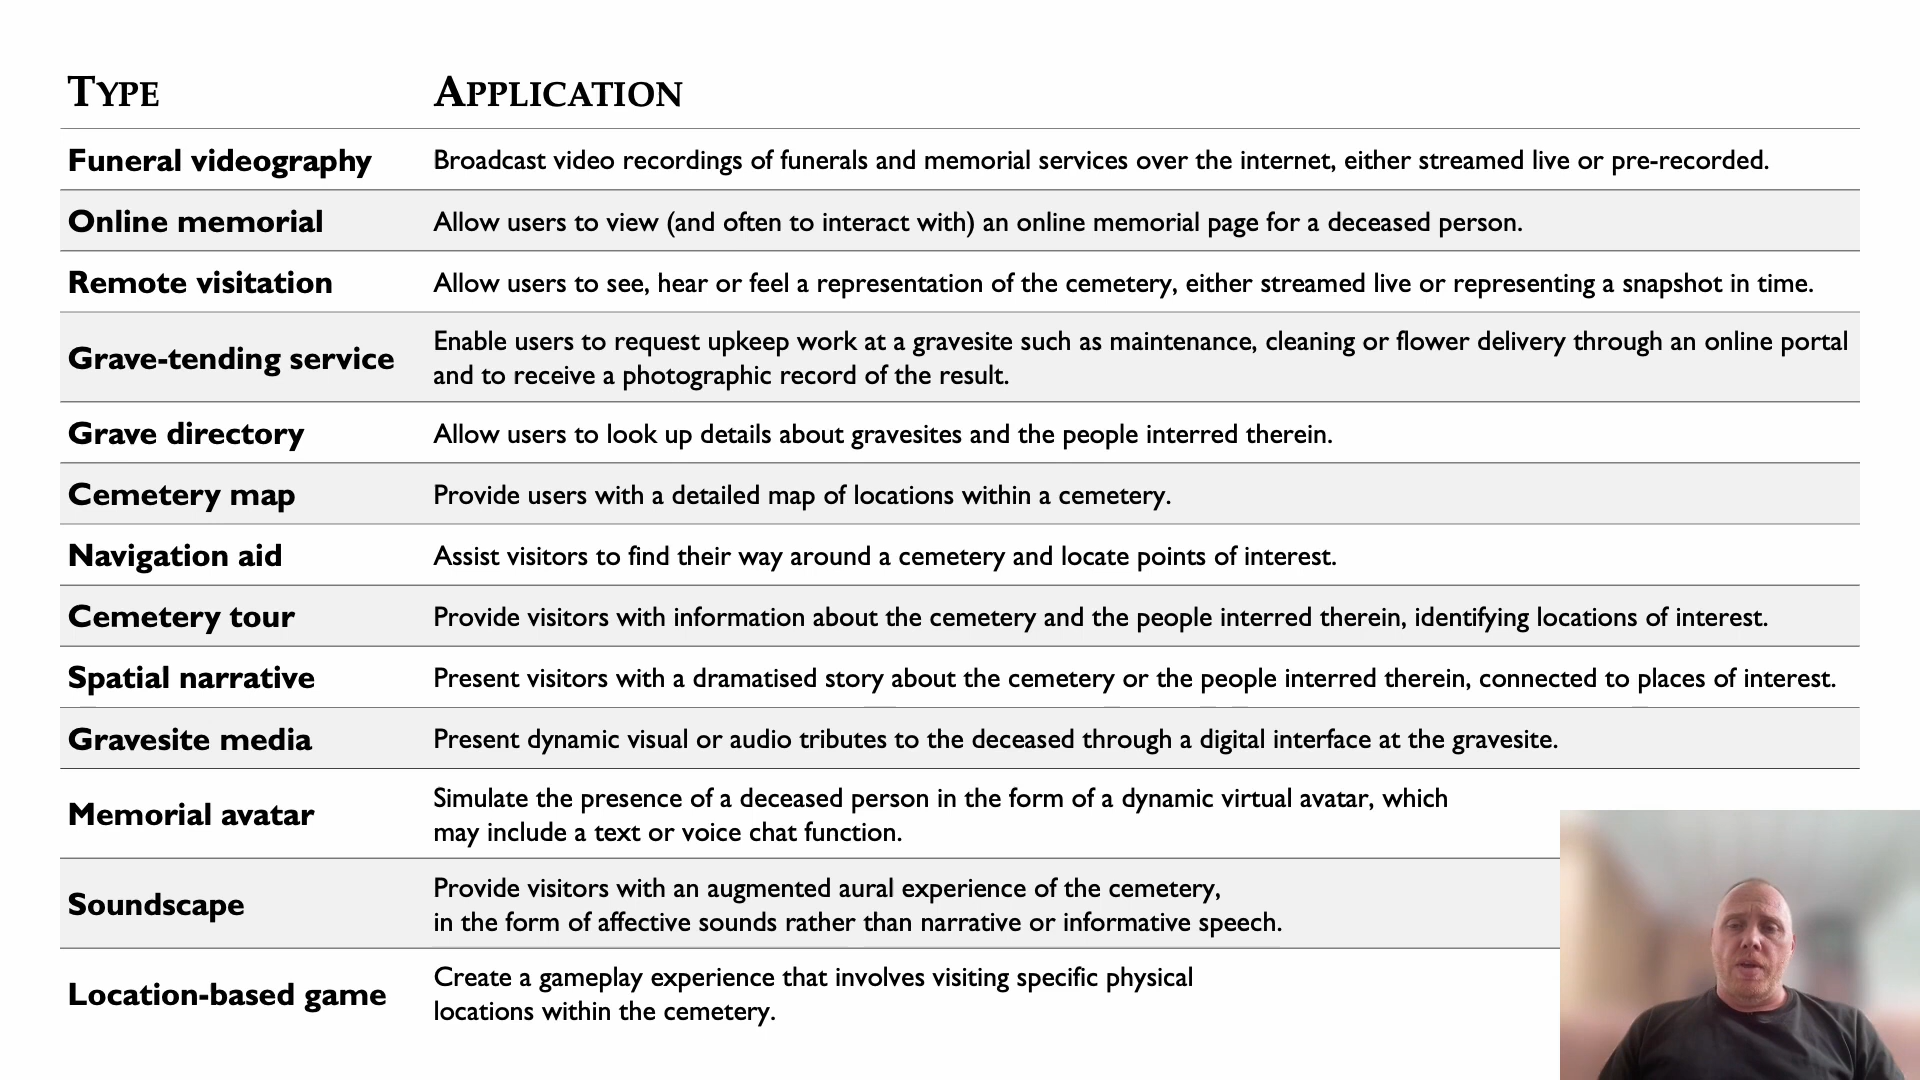 TYPE APPLICATION
Funeral videography Broadcast video recordings of funerals and memorial services over the internet, either streamed live or pre-recorded.
Online memorial Allow users to view (and often to interact with) an online memorial page for a deceased person.
Remote visitation Allow users to see, hear or feel a representation of the cemetery, either streamed live or representing a snapshot in time.
Grave-tending service Enable users to request upkeep work at a gravesite such as maintenance, cleaning or flower delivery through an online portal
and to receive a photographic record of the result.
Grave directory Allow users to look up details about gravesites and the people interred therein.
Cemetery map Provide users with a detailed map of locations within a cemetery.
Navigation aid Assist visitors to find their way around a cemetery and locate points of interest.
Cemetery tour Provide visitors with information about the cemetery and the people interred therein, identifying locations of interest.
Spatial narrative Present visitors with a dramatised story about the cemetery or the people interred therein, connected to places of interest.
Gravesite media Present dynamic visual or audio tributes to the deceased through a digital interface at the gravesite.
Memorial avatar Simulate the presence of a deceased person in the form of a dynamic virtual avatar, which
may include a text or voice chat function.
Soundscape Provide visitors with an augmented aural experience of the cemetery,
in the form of affective sounds rather than narrative or informative speech.
Location-based game Create a gameplay experience that involves visiting specific physical
locations within the cemetery.